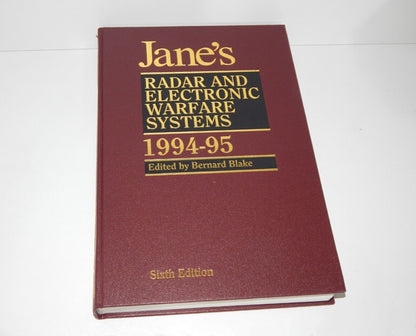 Jane's
RADAR AND
ELECTRONIC
WARFARE
SYSTEMS
1994-95
Edited by Bernard Blake
Sixth Edition